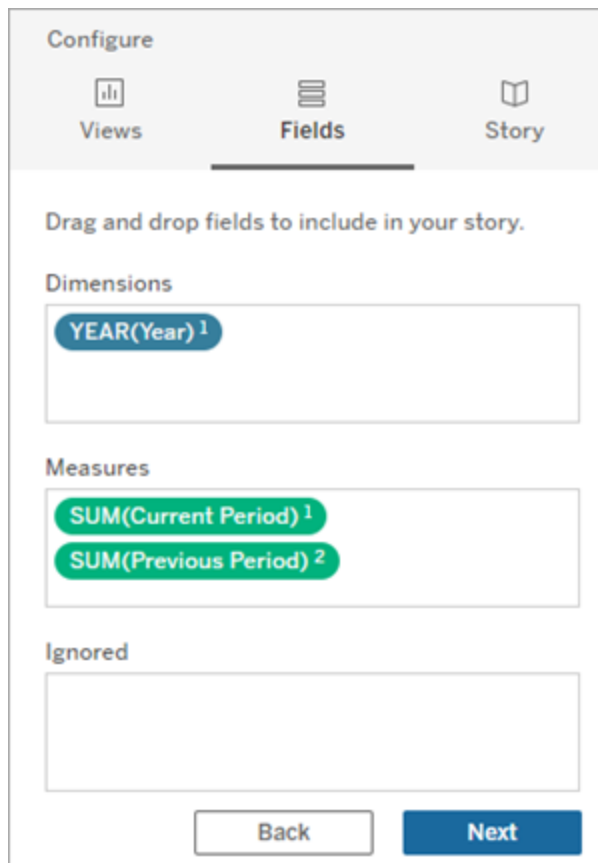 Configure
Views Fields Story
Drag and drop fields to include in your story.
Dimensions
YEAR(Year) 1
Measures
SUM(Current Period) 1
SUM(Previous Period) 2
Ignored
Back Next